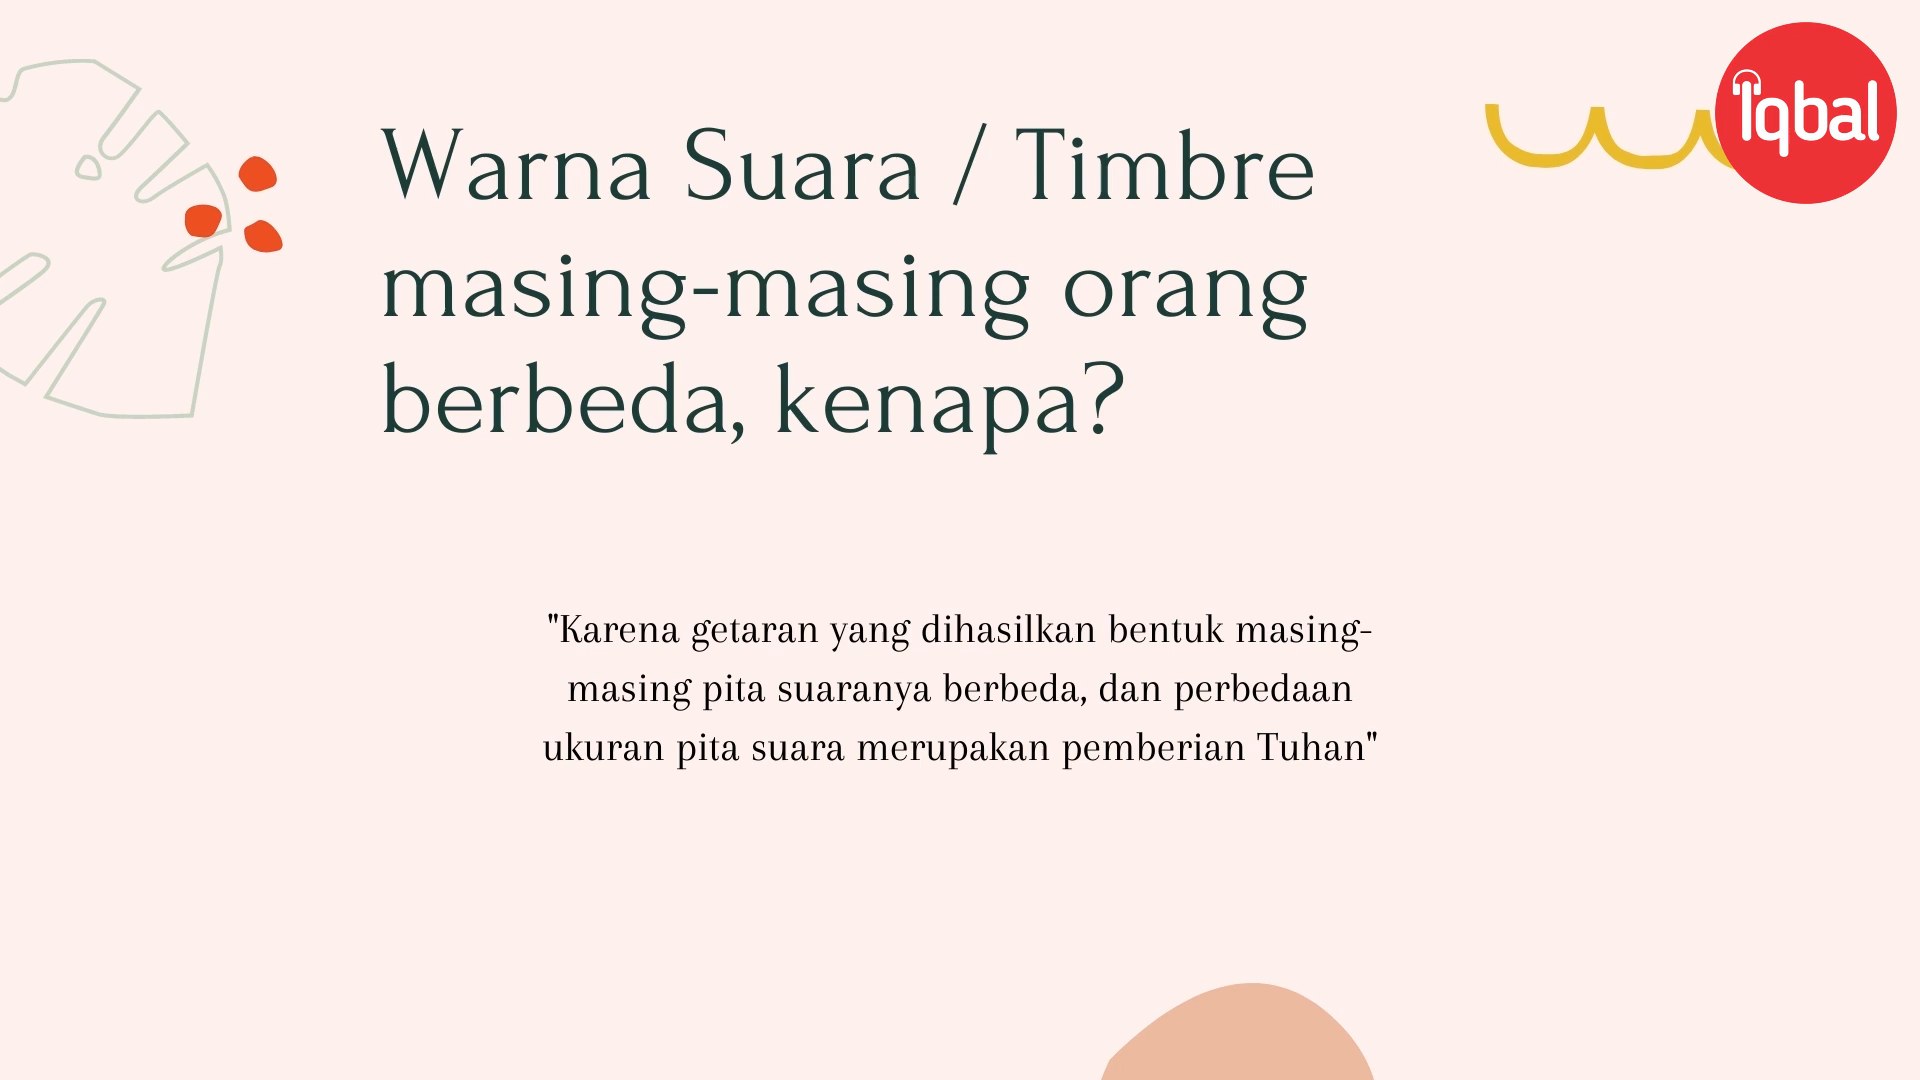 Iqbal
Warna Suara / Timbre
masing-masing orang
berbeda, kenapa?
"Karena getaran yang dihasilkan bentuk masing-
masing pita suaranya berbeda, dan perbedaan
ukuran pita suara merupakan pemberian Tuhan"